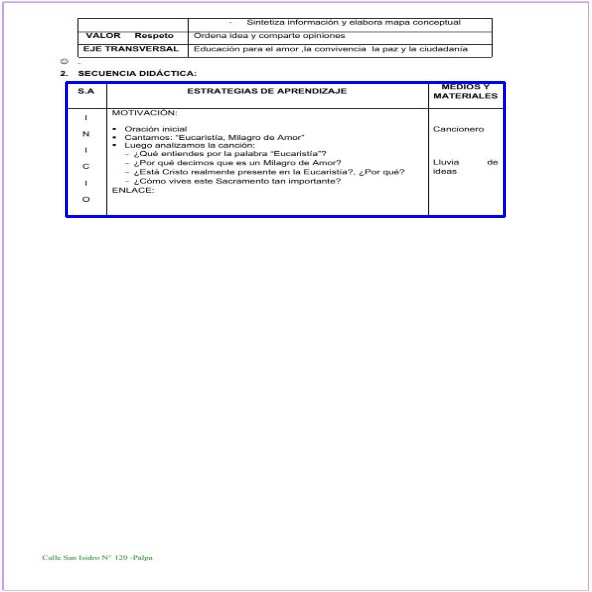 - Sintetiza información y elabora mapa conceptual
VALOR Respeto Ordena idea y comparte opiniones
EJE TRANSVERSAL Educación para el amor ,la convivencia la paz y la ciudadanía
☺ .
2. SECUENCIA DIDÁCTICA:
S.A ESTRATEGIAS DE APRENDIZAJE MEDIOS Y MATERIALES
I
N
I
C
I
O
MOTIVACIÓN:
• Oración inicial
• Cantamos: “Eucaristía, Milagro de Amor”
• Luego analizamos la canción:
- ¿Qué entiendes por la palabra “Eucaristía”?
- ¿Por qué decimos que es un Milagro de Amor?
- ¿Está Cristo realmente presente en la Eucaristía?, ¿Por qué?
- ¿Cómo vives este Sacramento tan importante?
ENLACE:
Cancionero
Lluvia de
ideas
Calle San Isidro N° 120 -Palpa